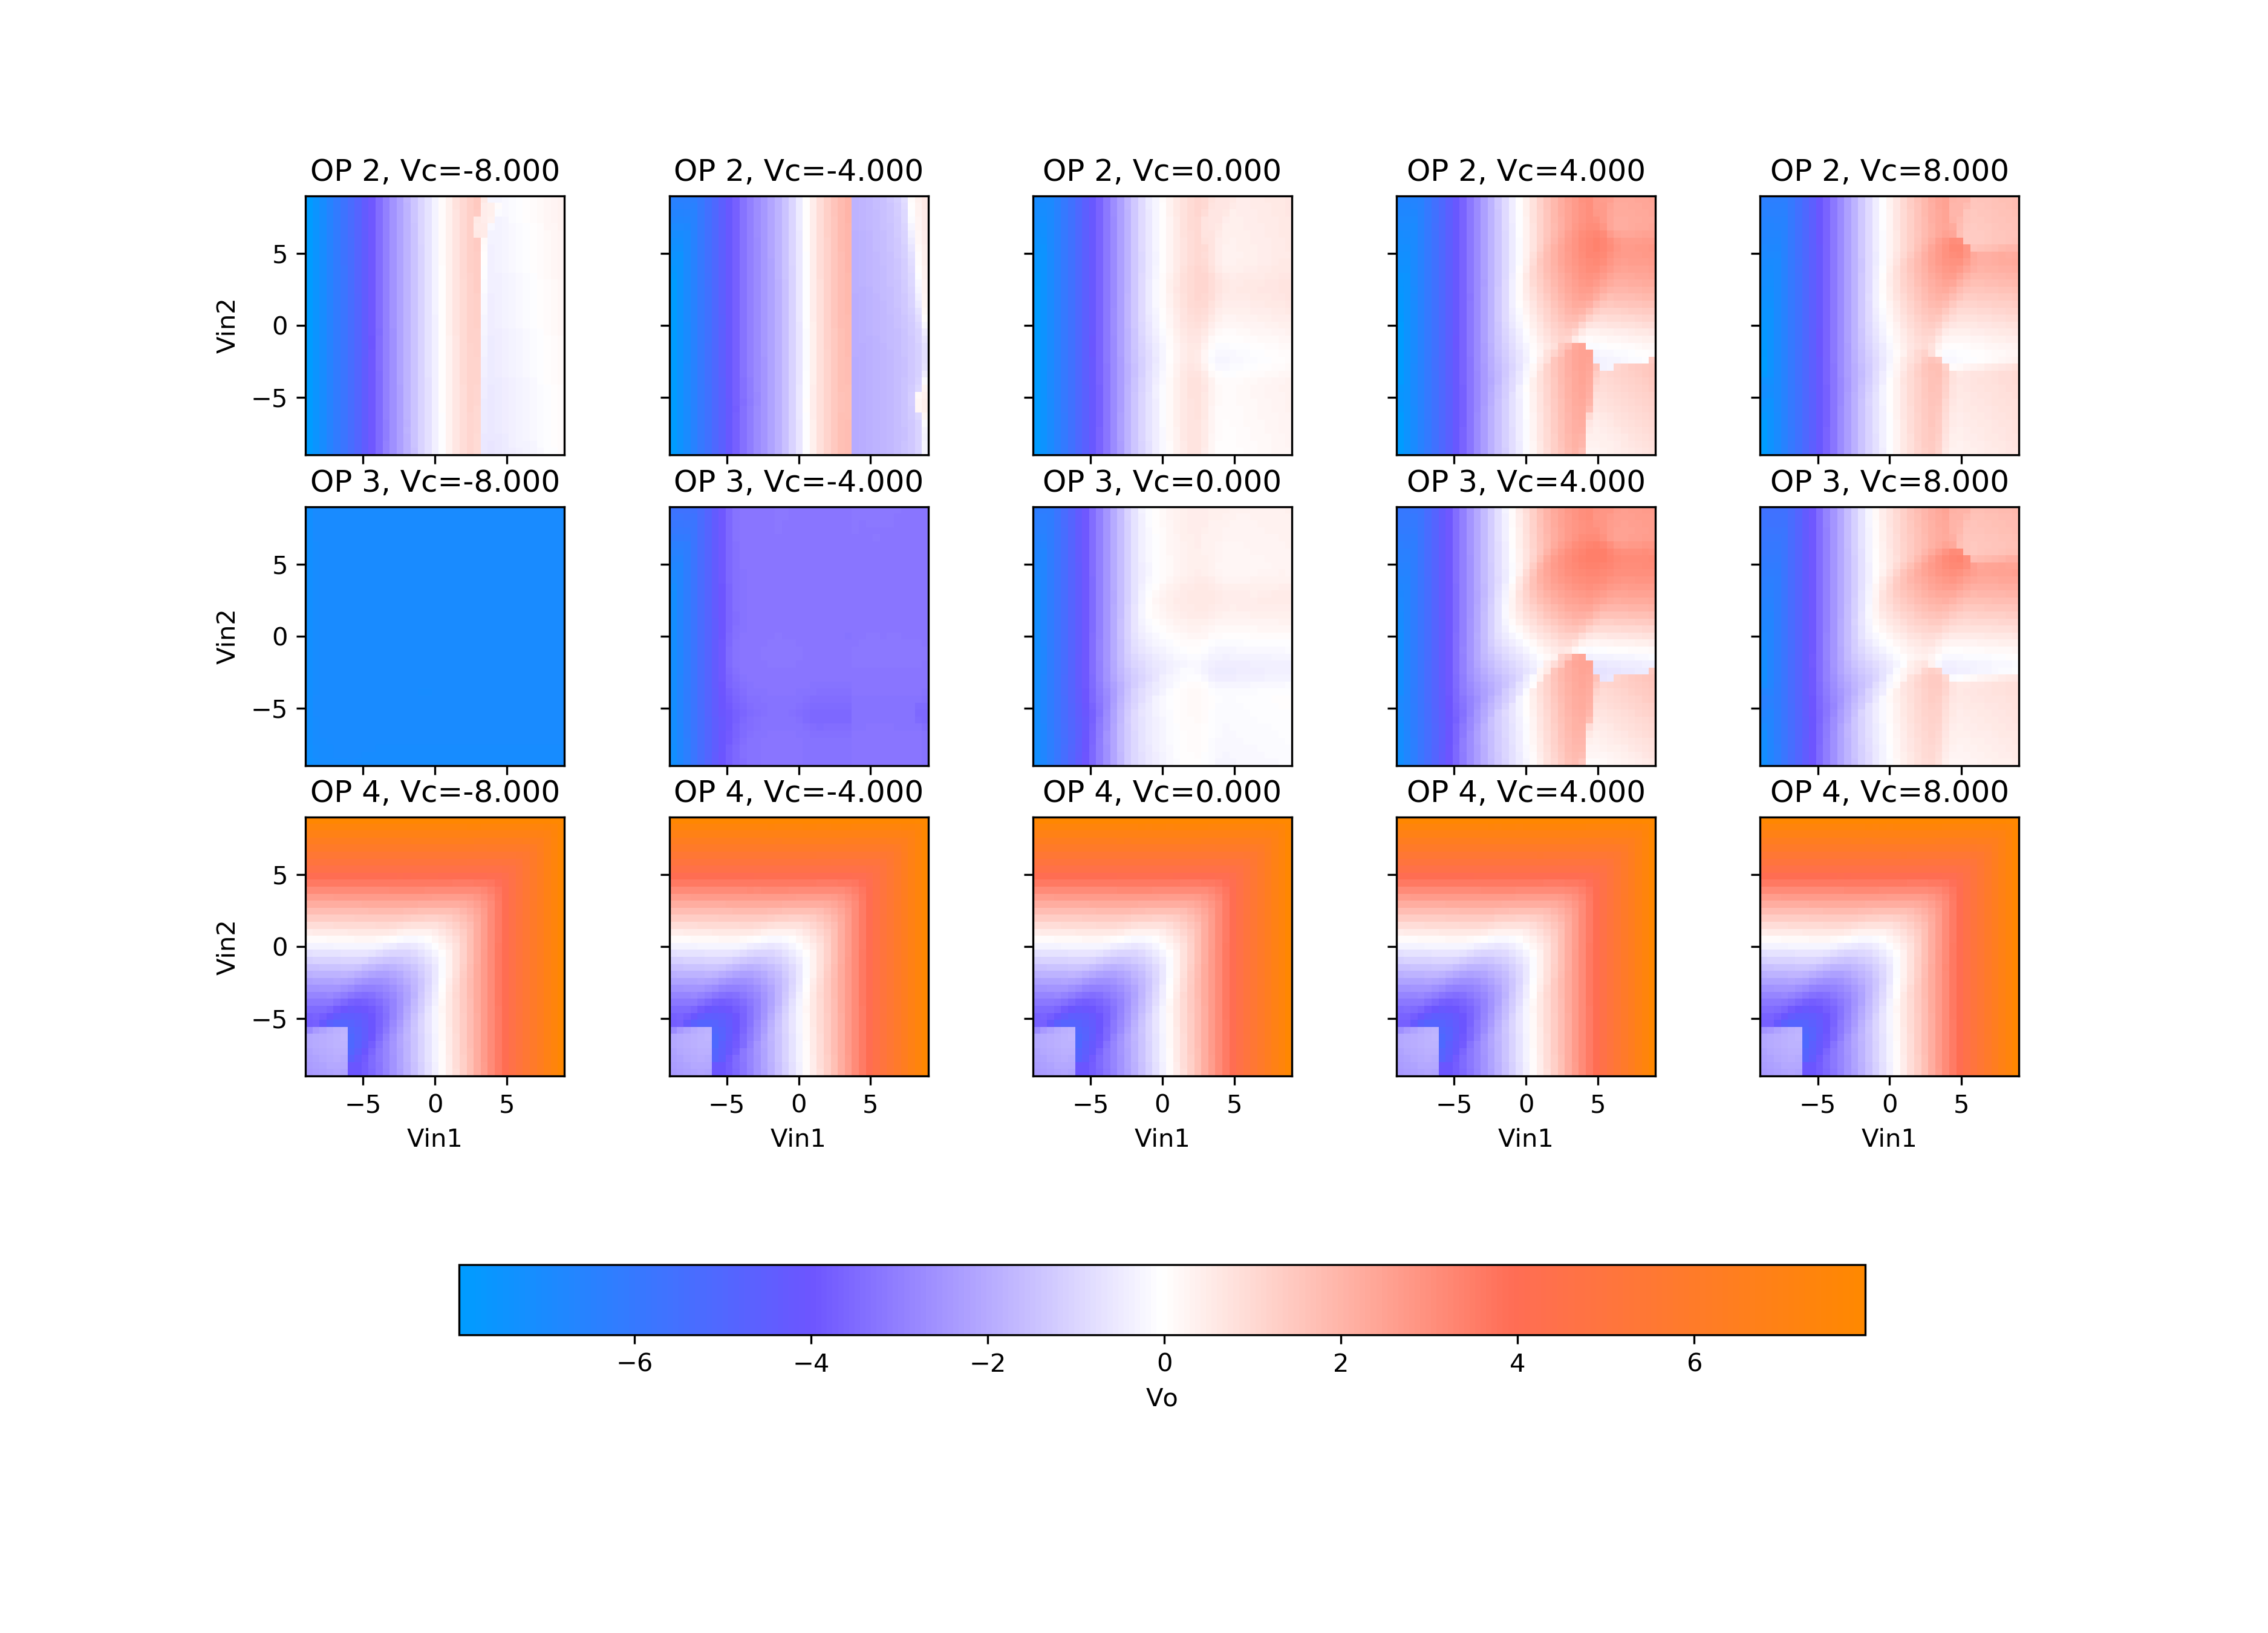 OP 2, Vc=-8.000 OP 2, Vc=-4.000 OP 2, Vc=0.000 OP 2, Vc=4.000 OP 2, Vc=8.000
5
0
−5
Vin2
OP 3, Vc=-8.000 OP 3, Vc=-4.000 OP 3, Vc=0.000 OP 3, Vc=4.000 OP 3, Vc=8.000
5
0
−5
Vin2
OP 4, Vc=-8.000 OP 4, Vc=-4.000 OP 4, Vc=0.000 OP 4, Vc=4.000 OP 4, Vc=8.000
5
0
−5
Vin2
−5 0 5 −5 0 5 −5 0 5 −5 0 5 −5 0 5
Vin1 Vin1 Vin1 Vin1 Vin1
−6 −4 −2 0 2 4 6
Vo